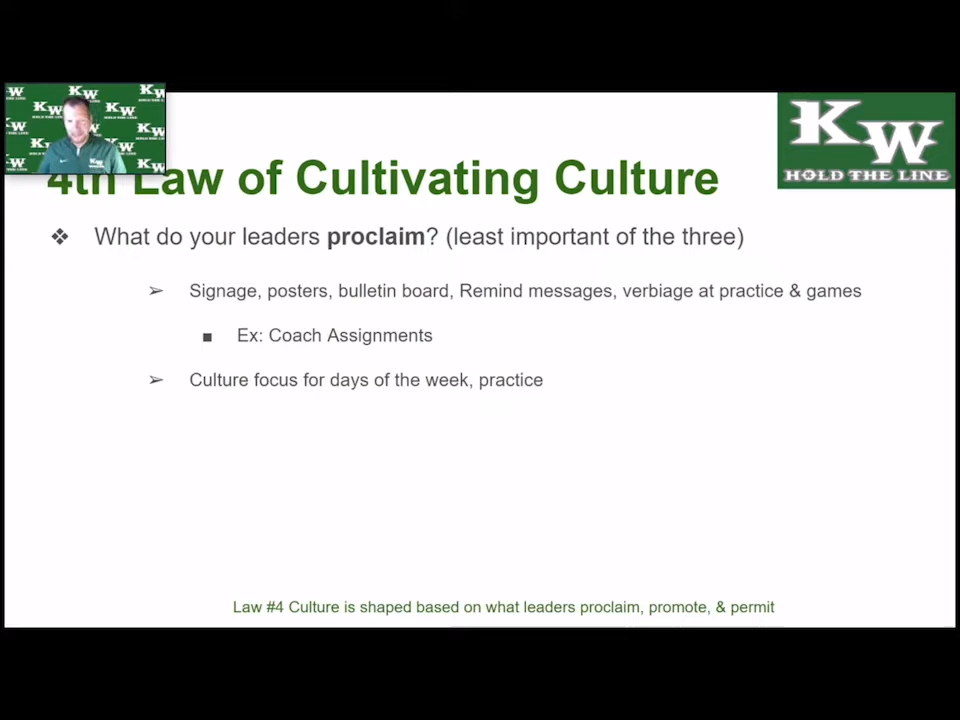 KW
HOLD THE LINE
4th Law of Cultivating Culture
❖ What do your leaders proclaim? (least important of the three)
➢ Signage, posters, bulletin board, Remind messages, verbiage at practice & games
■ Ex: Coach Assignments
➢ Culture focus for days of the week, practice
Law #4 Culture is shaped based on what leaders proclaim, promote, & permit